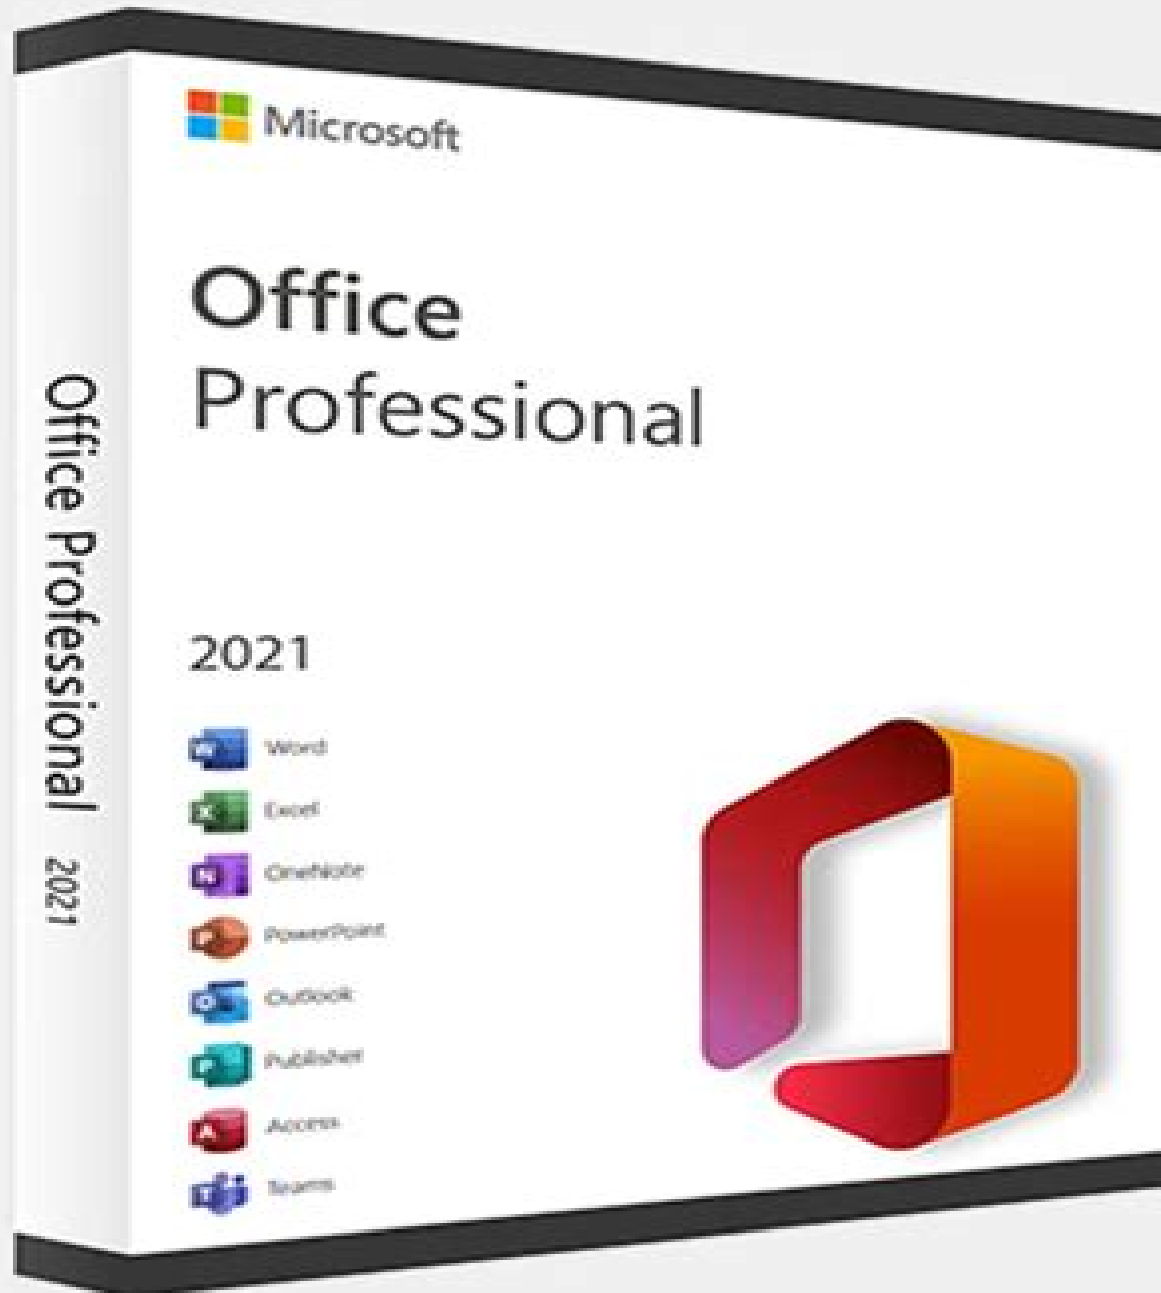 Microsoft
Office
Professional
2021
Word
Excel
OneNote
PowerPoint
Outlook
Publisher
Access
Teams
Office Professional 2021